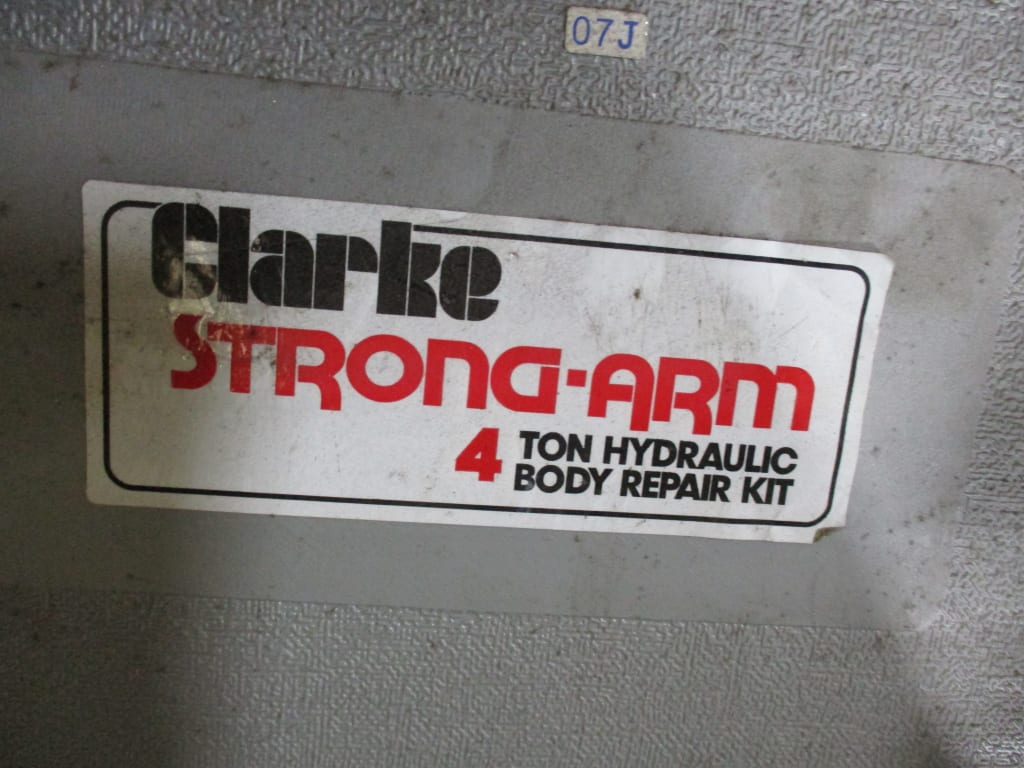 07J
Clarke
STRONG-ARM
4 TON HYDRAULIC
BODY REPAIR KIT